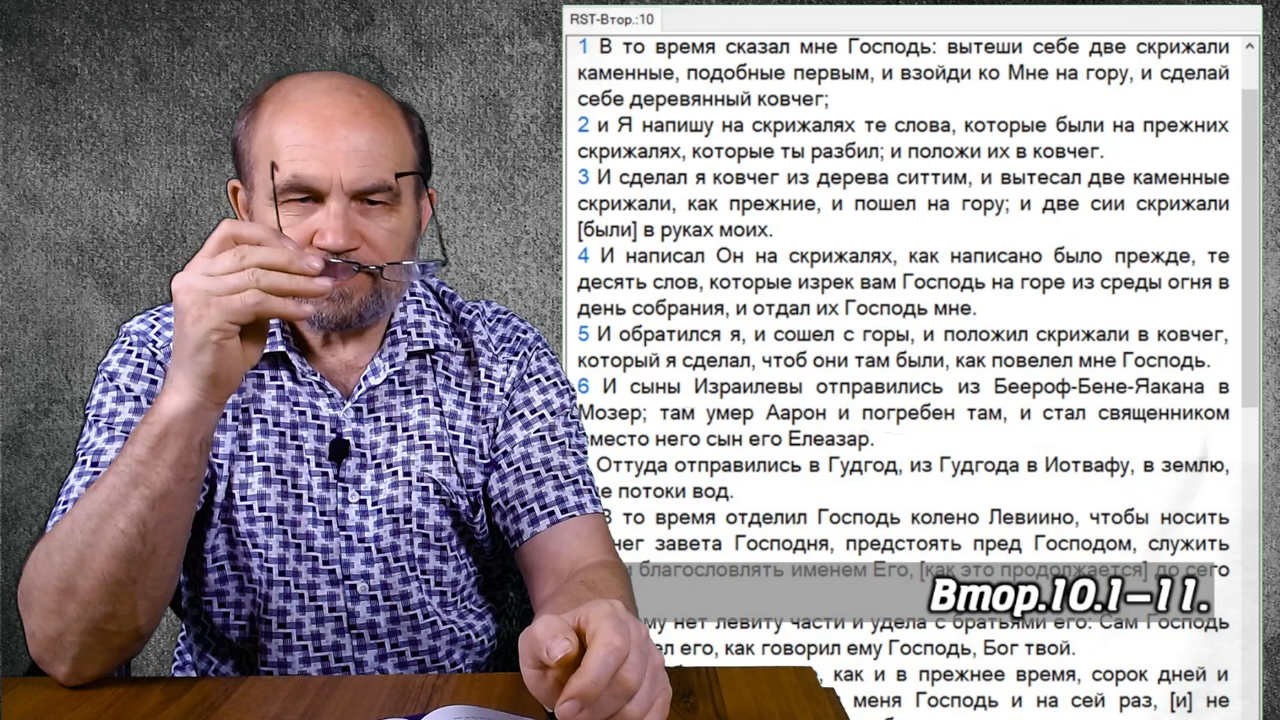 RST-Втор.:10
1 В то время сказал мне Господь: вытеши себе две скрижали
каменные, подобные первым, и взойди ко Мне на гору, и сделай
себе деревянный ковчег;
2 и Я напишу на скрижалях те слова, которые были на прежних
скрижалях, которые ты разбил; и положи их в ковчег.
3 И сделал я ковчег из дерева ситтим, и вытесал две каменные
скрижали, как прежние, и пошел на гору; и две сии скрижали
[были] в руках моих.
4 И написал Он на скрижалях, как написано было прежде, те
десять слов, которые изрек вам Господь на горе из среды огня в
день собрания, и отдал их Господь мне.
5 И обратился я, и сошел с горы, и положил скрижали в ковчег,
который я сделал, чтоб они там были, как повелел мне Господь.
6 И сыны Израилевы отправились из Беероф-Бене-Яакана в
Мозер; там умер Аарон и погребен там, и стал священником
вместо него сын его Елеазар.
Оттуда отправились в Гудгод, из Гудгода в Иотвафу, в землю,
потоки вод.
В то время отделил Господь колено Левиино, чтобы носить
завета Господня, предстоять пред Господом, служить
благословлять именем Его, [как это продолжается] до сего
Втор.10.1–11.
нет левиту части и удела с братьями его: Сам Господь
его, как говорил ему Господь, Бог твой.
как и в прежнее время, сорок дней и
меня Господь и на сей раз, [и] не